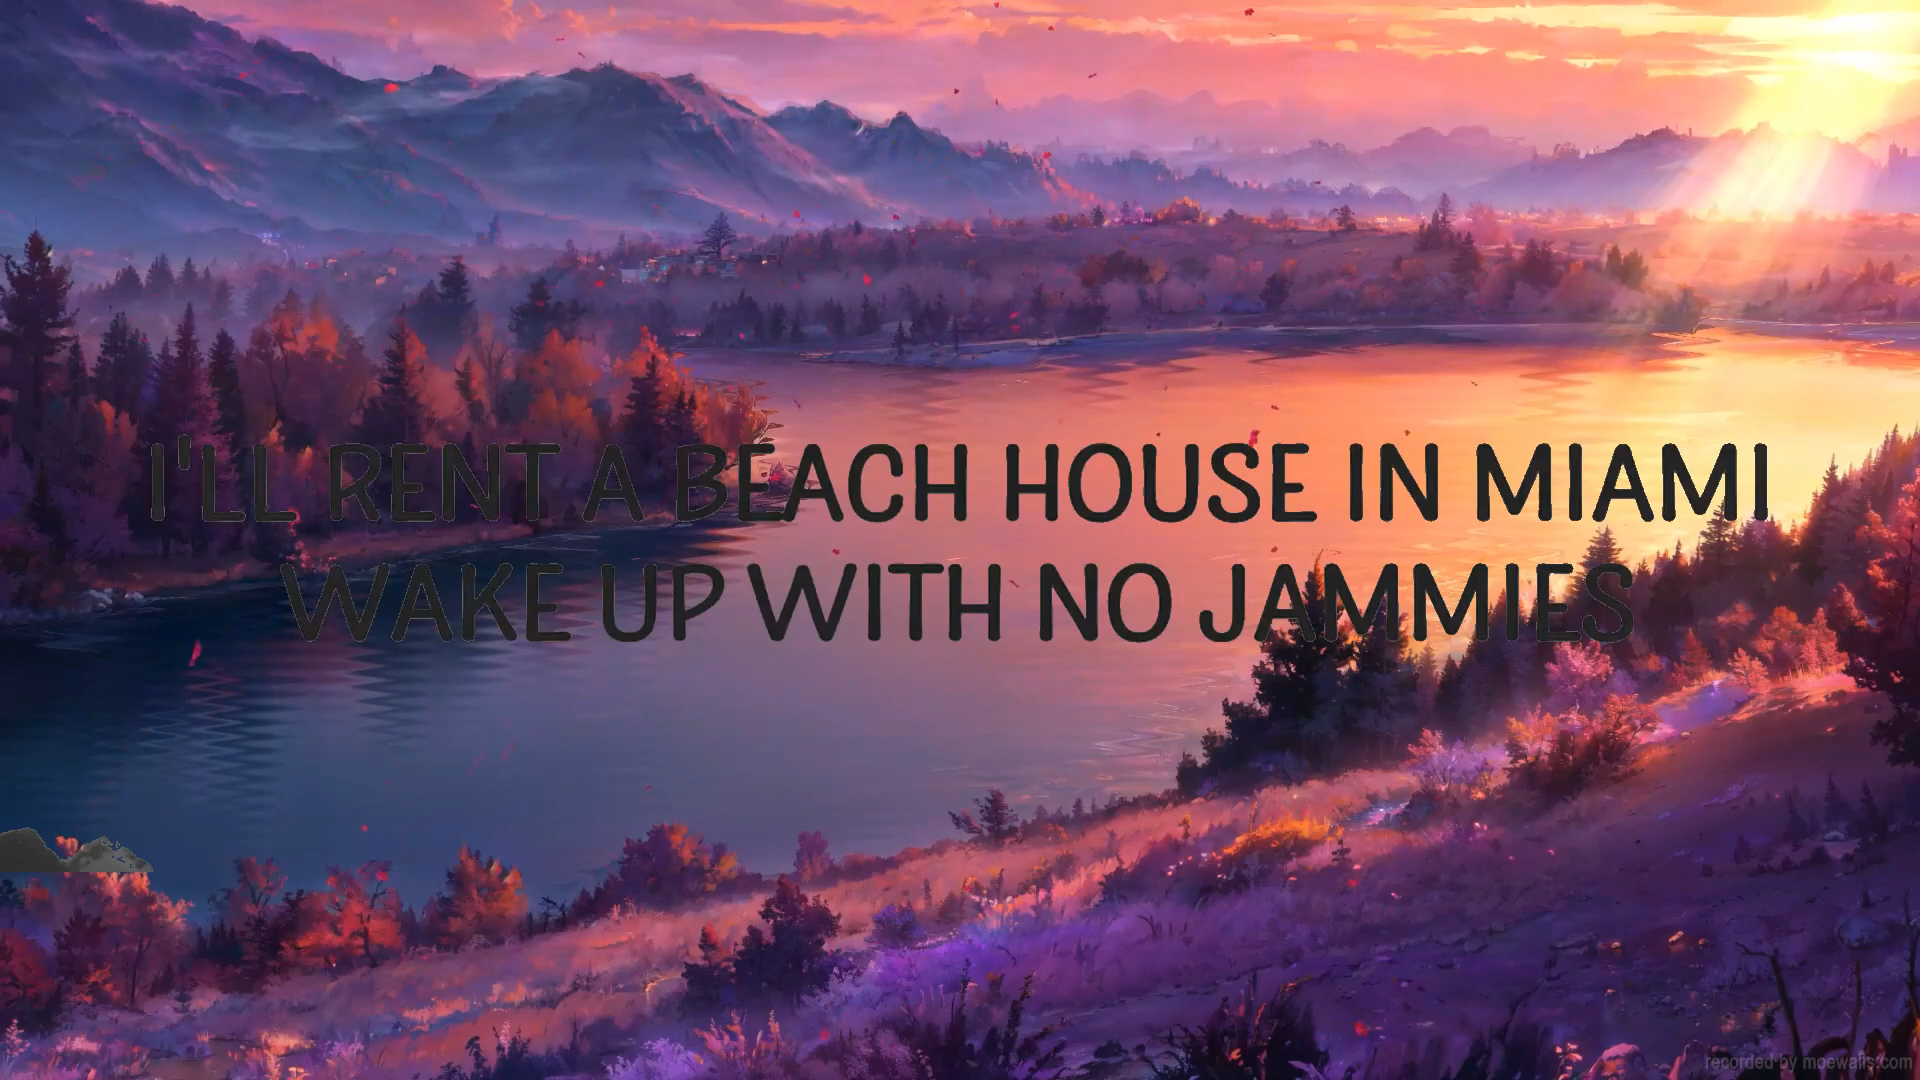 I'LL RENT A BEACH HOUSE IN MIAMI
WAKE UP WITH NO JAMMIES
recorded by moewalls.com